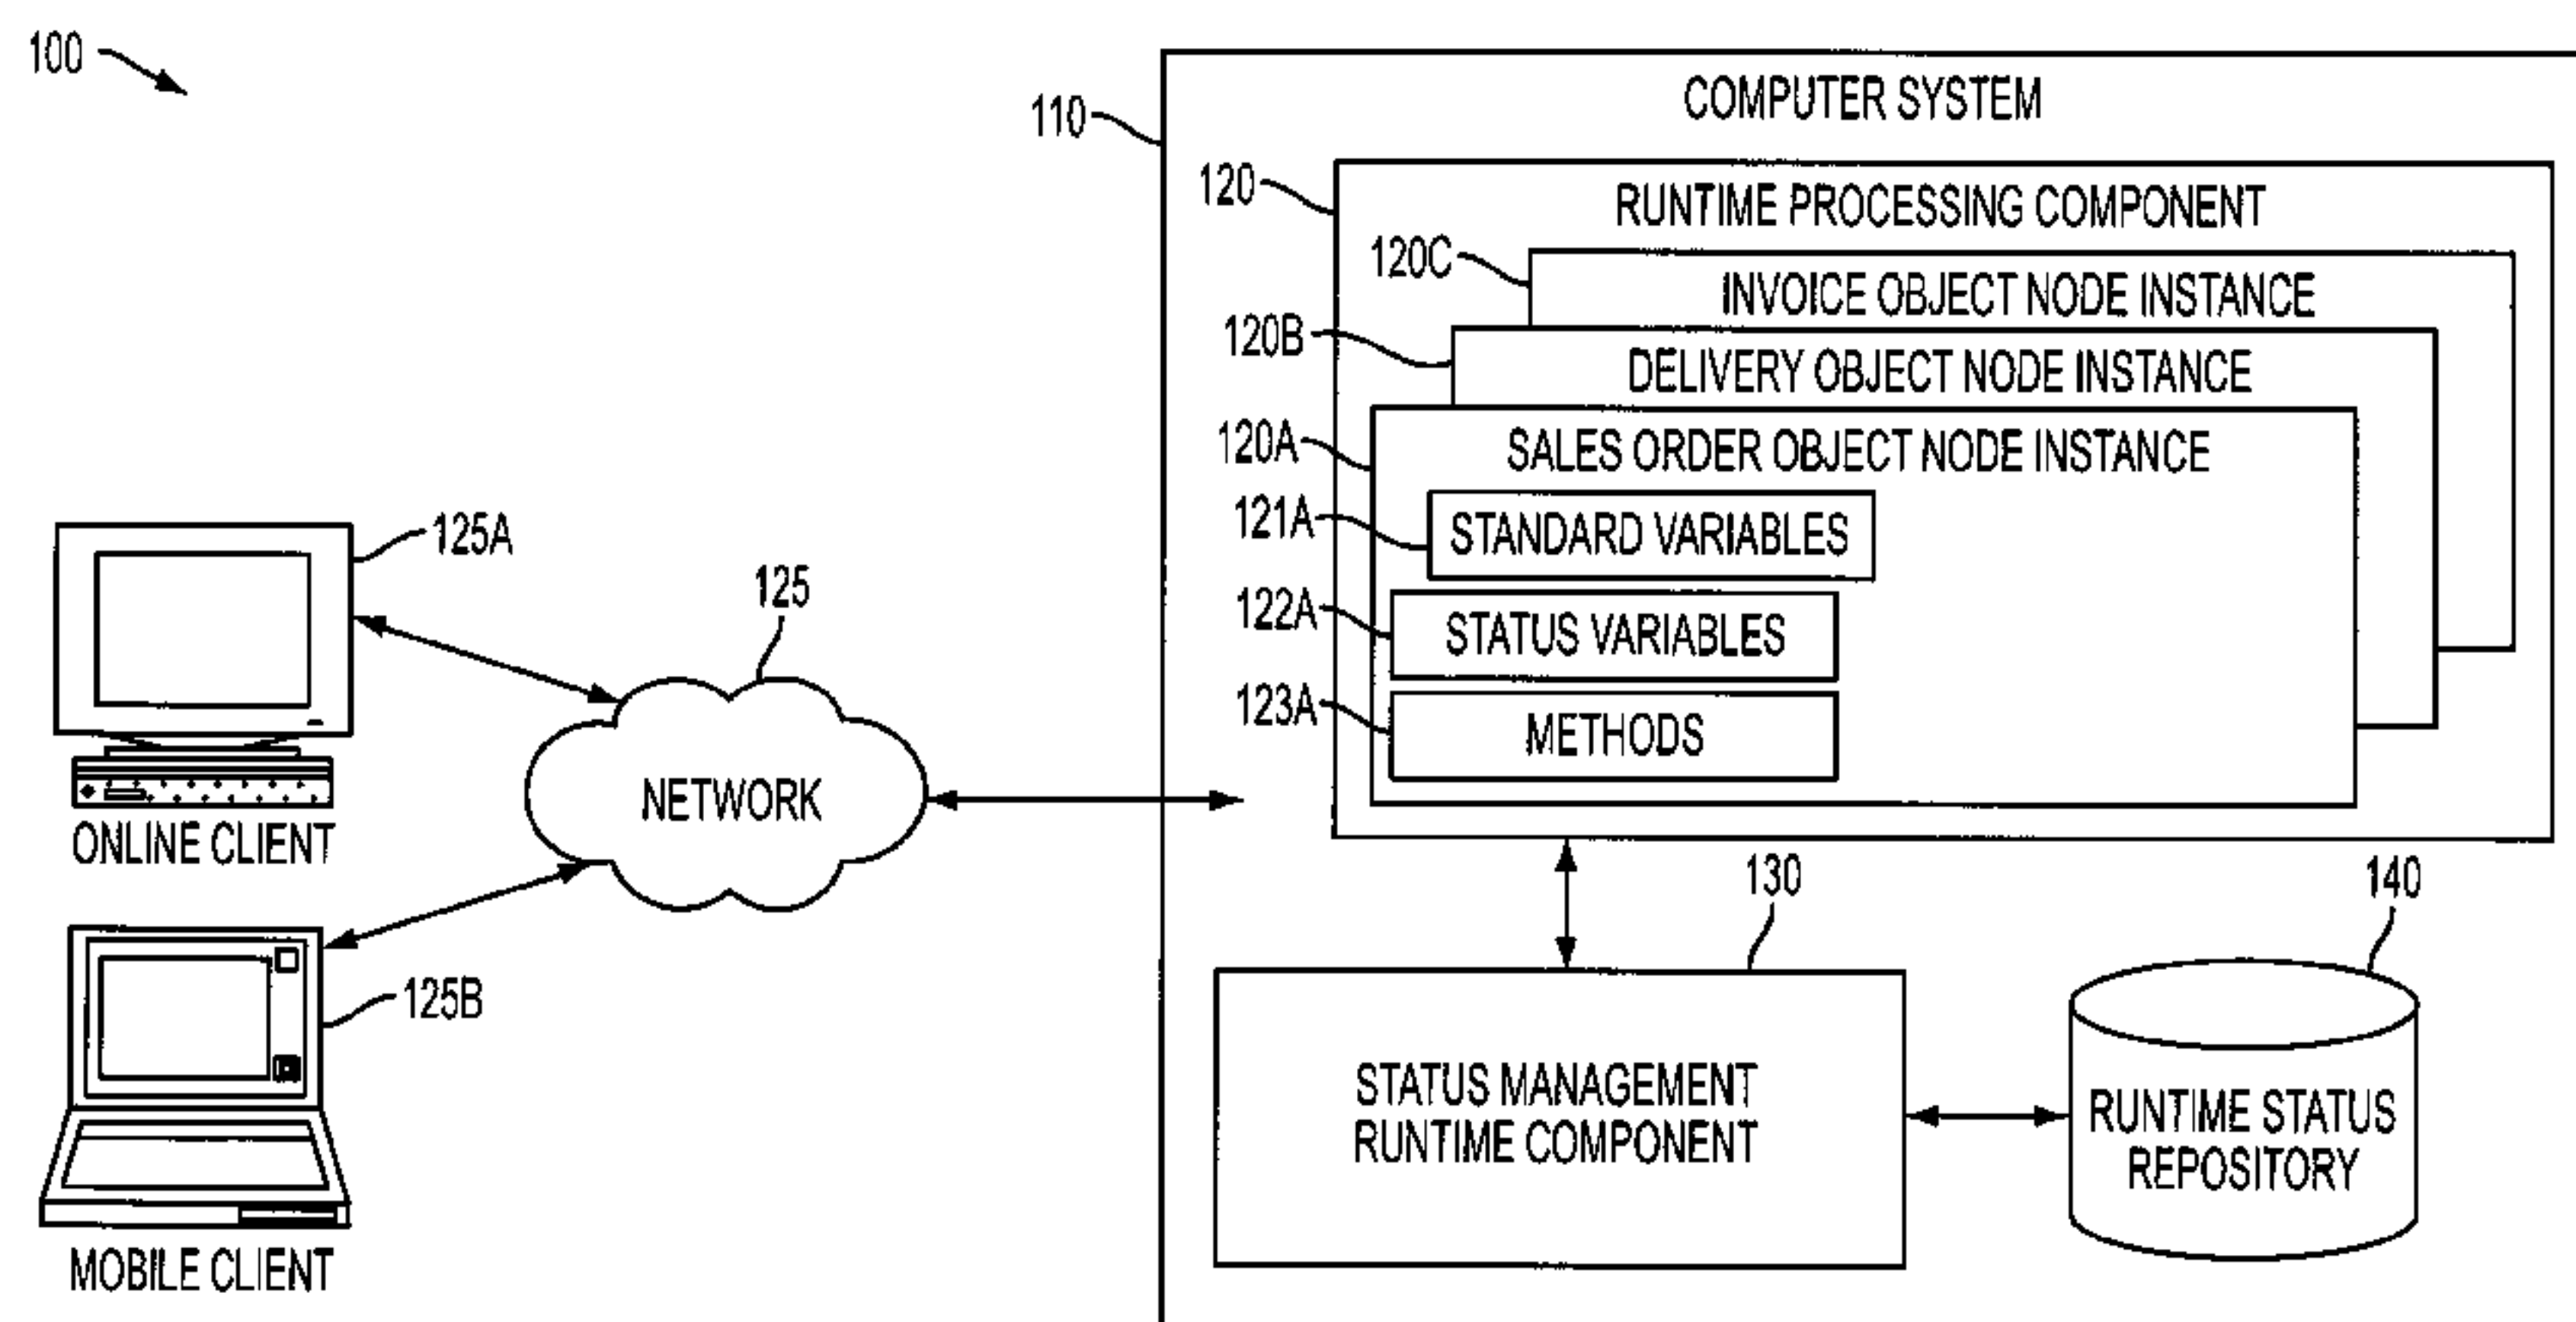 100
110
COMPUTER SYSTEM
120
RUNTIME PROCESSING COMPONENT
120C
INVOICE OBJECT NODE INSTANCE
120B
DELIVERY OBJECT NODE INSTANCE
120A
SALES ORDER OBJECT NODE INSTANCE
121A
STANDARD VARIABLES
122A
STATUS VARIABLES
123A
METHODS
125A
ONLINE CLIENT
125
NETWORK
125B
MOBILE CLIENT
130
STATUS MANAGEMENT
RUNTIME COMPONENT
140
RUNTIME STATUS
REPOSITORY